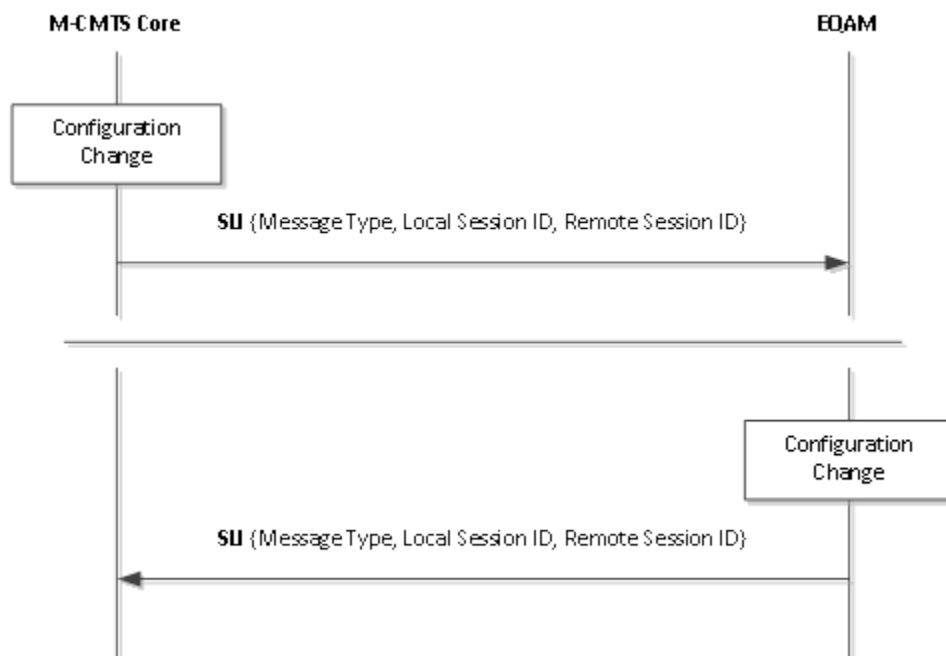 M-CMTS Core EQAM
Configuration
Change
SLI {Message Type, Local Session ID, Remote Session ID}
Configuration
Change
SLI {Message Type, Local Session ID, Remote Session ID}